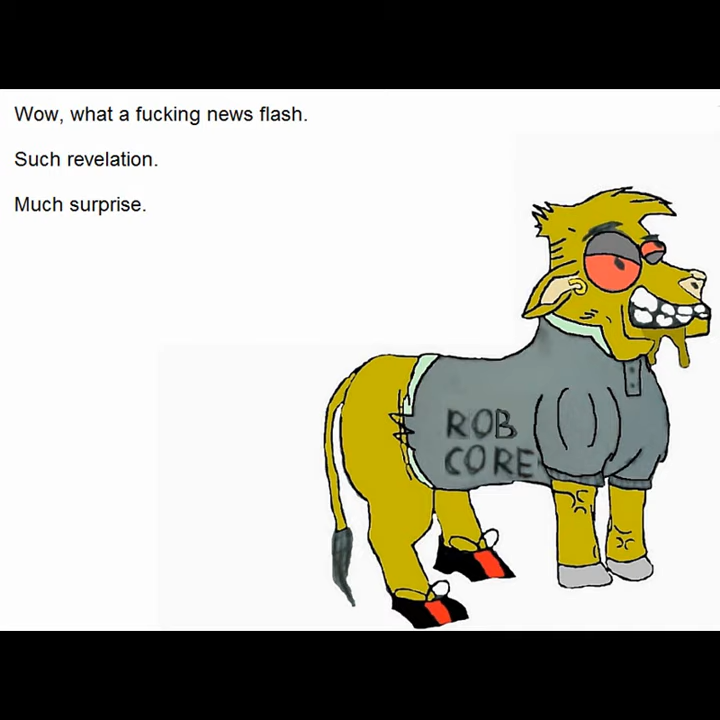 Wow, what a fucking news flash.
Such revelation.
Much surprise.
ROB
CORE